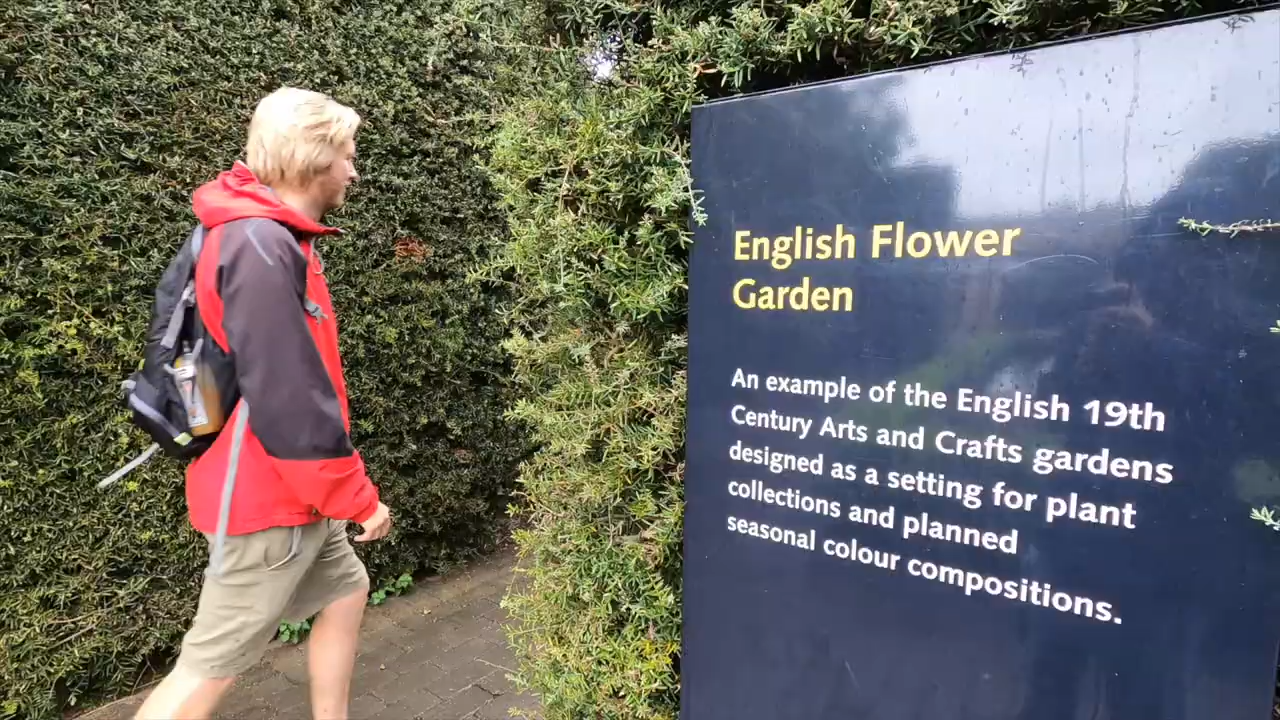 English Flower
Garden
An example of the English 19th
Century Arts and Crafts gardens
designed as a setting for plant
collections and planned
seasonal colour compositions.